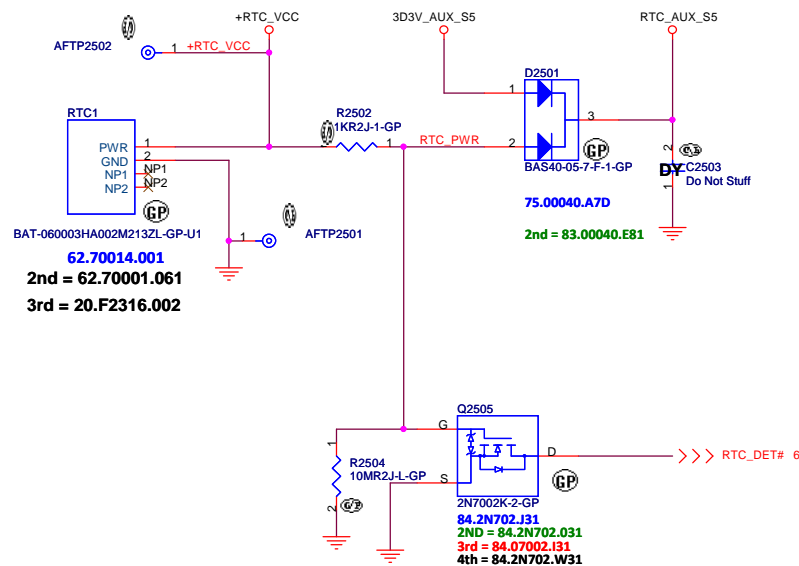 +RTC_VCC
3D3V_AUX_S5
RTC_AUX_S5
AFTP2502
1
+RTC_VCC
D2501
1
2
3
RTC1
R2502
1KR2J-1-GP
1
RTC_PWR
PWR
1
GND
2
NP1
NP1
NP2
NP2
GP
GP
BAS40-05-7-F-1-GP
2
DY
C2503
Do Not Stuff
1
75.00040.A7D
2nd = 83.00040.E81
BAT-060003HA002M213ZL-GP-U1
62.70014.001
2nd = 62.70001.061
3rd = 20.F2316.002
1
AFTP2501
Q2505
G
D
S
RTC_DET# 6
GP
1
R2504
10MR2J-L-GP
2
2N7002K-2-GP
84.2N702.J31
2ND = 84.2N702.031
3rd = 84.07002.I31
4th = 84.2N702.W31